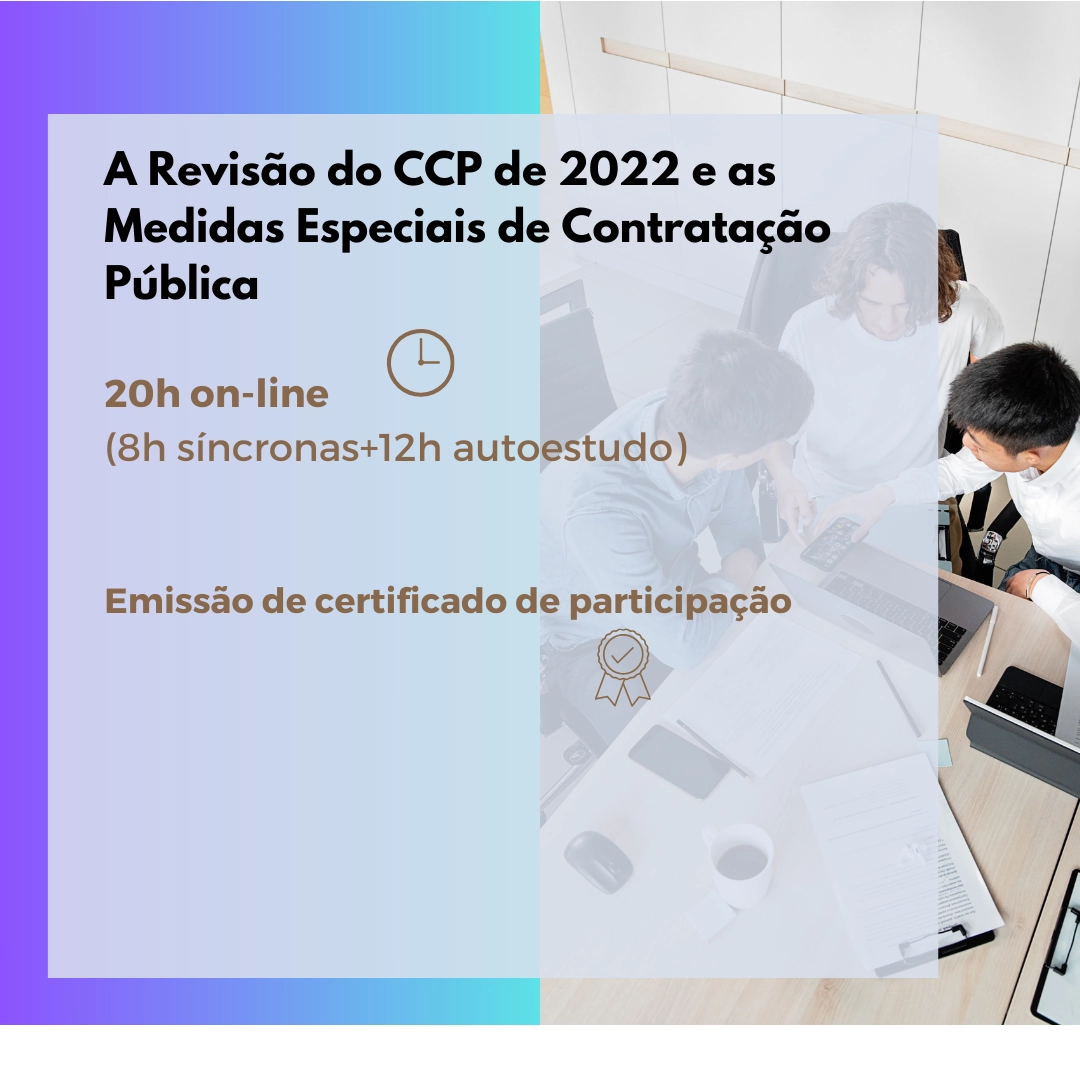 A Revisão do CCP de 2022 e as
Medidas Especiais de Contratação
Pública
20h on-line
(8h síncronas+12h autoestudo)
Emissão de certificado de participação